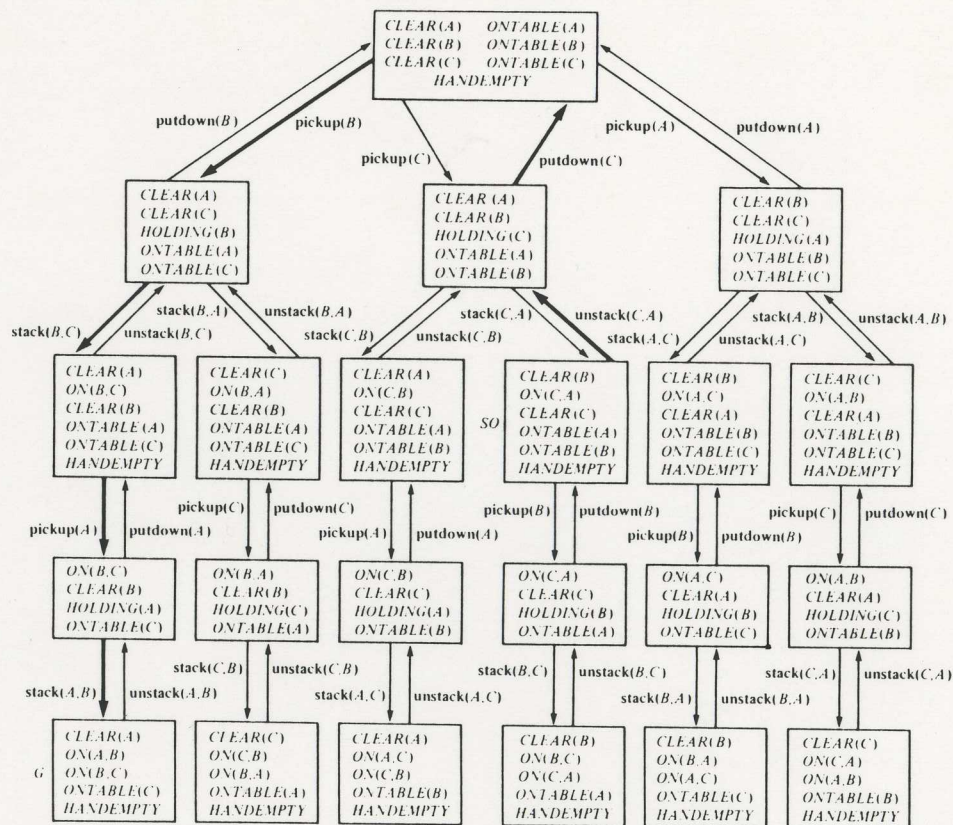 CLEAR(A) ONTABLE(A)
CLEAR(B) ONTABLE(B)
CLEAR(C) ONTABLE(C)
HANDEMPTY
putdown(B)
pickup(B)
pickup(C)
putdown(C)
pickup(A)
putdown(A)
CLEAR(A)
CLEAR(C)
HOLDING(B)
ONTABLE(A)
ONTABLE(C)
CLEAR(A)
CLEAR(B)
HOLDING(C)
ONTABLE(A)
ONTABLE(B)
CLEAR(B)
CLEAR(C)
HOLDING(A)
ONTABLE(B)
ONTABLE(C)
stack(B,C)
unstack(B,C)
stack(B,A)
unstack(B,A)
stack(C,B)
unstack(C,B)
stack(C,A)
unstack(C,A)
stack(A,C)
unstack(A,C)
stack(A,B)
unstack(A,B)
CLEAR(A)
ON(B,C)
CLEAR(B)
ONTABLE(A)
ONTABLE(C)
HANDEMPTY
CLEAR(C)
ON(B,A)
CLEAR(B)
ONTABLE(A)
ONTABLE(C)
HANDEMPTY
CLEAR(A)
ON(C,B)
CLEAR(C)
ONTABLE(A)
ONTABLE(B)
HANDEMPTY
SO
CLEAR(B)
ON(C,A)
CLEAR(C)
ONTABLE(A)
ONTABLE(B)
HANDEMPTY
CLEAR(B)
ON(A,C)
CLEAR(A)
ONTABLE(B)
ONTABLE(C)
HANDEMPTY
CLEAR(C)
ON(A,B)
CLEAR(A)
ONTABLE(B)
ONTABLE(C)
HANDEMPTY
pickup(A)
putdown(A)
pickup(C)
putdown(C)
pickup(A)
putdown(A)
pickup(B)
putdown(B)
pickup(B)
putdown(B)
pickup(C)
putdown(C)
ON(B,C)
CLEAR(B)
HOLDING(A)
ONTABLE(C)
ON(B,A)
CLEAR(B)
HOLDING(C)
ONTABLE(A)
ON(C,B)
CLEAR(C)
HOLDING(A)
ONTABLE(B)
ON(C,A)
CLEAR(C)
HOLDING(B)
ONTABLE(A)
ON(A,C)
CLEAR(A)
HOLDING(B)
ONTABLE(C)
ON(A,B)
CLEAR(A)
HOLDING(C)
ONTABLE(B)
stack(A,B)
unstack(A,B)
stack(C,B)
unstack(C,B)
stack(A,C)
unstack(A,C)
stack(B,C)
unstack(B,C)
stack(B,A)
unstack(B,A)
stack(C,A)
unstack(C,A)
G
CLEAR(A)
ON(A,B)
ON(B,C)
ONTABLE(C)
HANDEMPTY
CLEAR(C)
ON(C,B)
ON(B,A)
ONTABLE(A)
HANDEMPTY
CLEAR(A)
ON(A,C)
ON(C,B)
ONTABLE(B)
HANDEMPTY
CLEAR(B)
ON(B,C)
ON(C,A)
ONTABLE(A)
HANDEMPTY
CLEAR(B)
ON(B,A)
ON(A,C)
ONTABLE(C)
HANDEMPTY
CLEAR(C)
ON(C,A)
ON(A,B)
ONTABLE(B)
HANDEMPTY